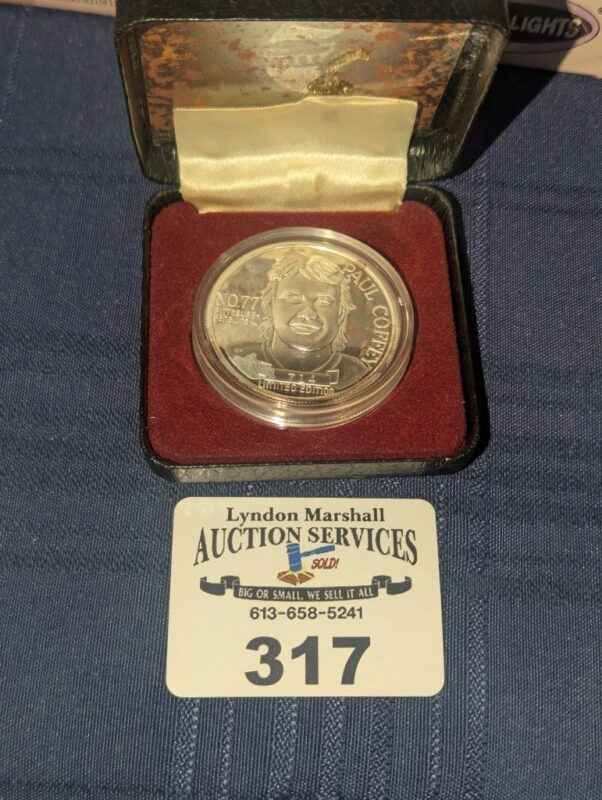 LIGHTS
NO.77
PAUL COFFEY
714
LIMITED EDITION
Lyndon Marshall
AUCTION SERVICES
SOLD!
BIG OR SMALL, WE SELL IT ALL
613-658-5241
317